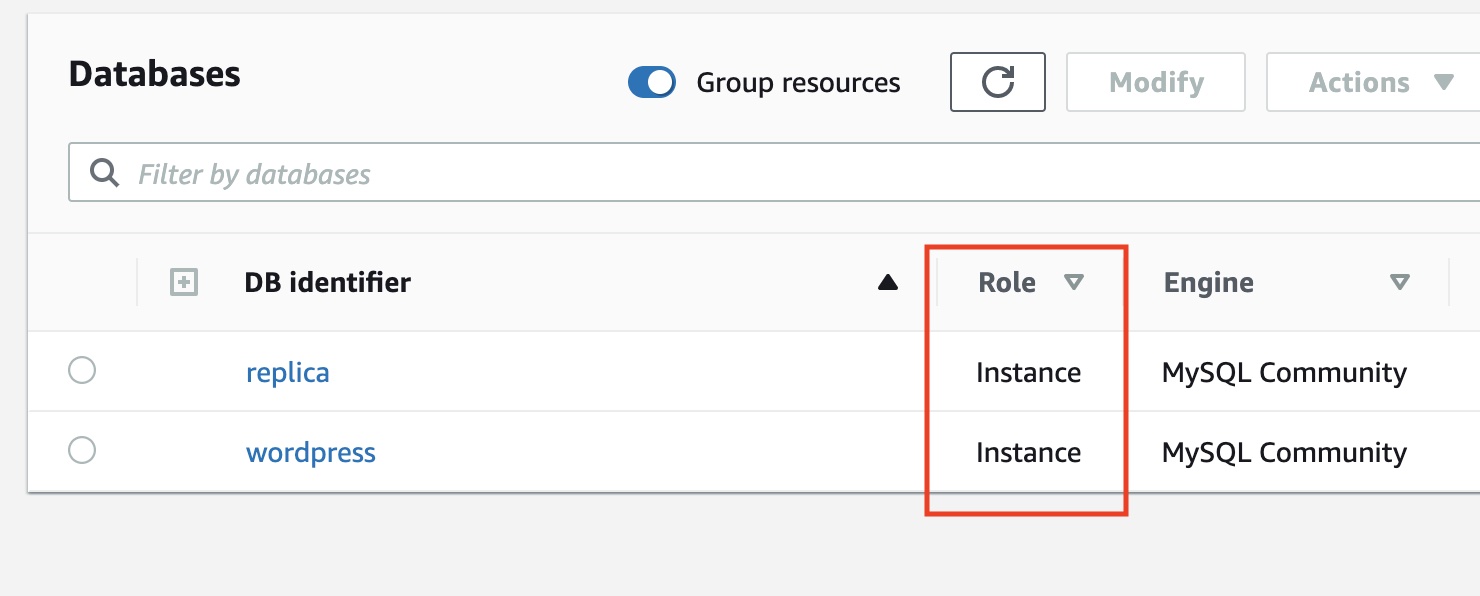 Databases
Group resources
Modify
Actions
Filter by databases
DB identifier Role Engine
replica Instance MySQL Community
wordpress Instance MySQL Community